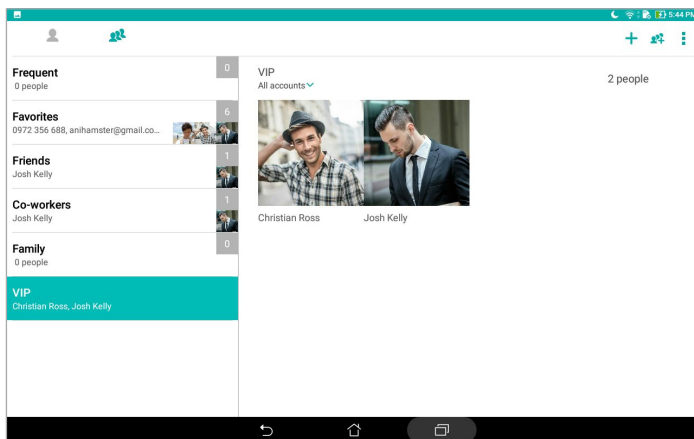 5:44 PM
Frequent
0
0 people
Favorites
6
0972 356 688, anihamster@gmail.co...
Friends
1
Josh Kelly
Co-workers
1
Josh Kelly
Family
0
0 people
VIP
Christian Ross, Josh Kelly
VIP
All accounts
2 people
Christian Ross
Josh Kelly